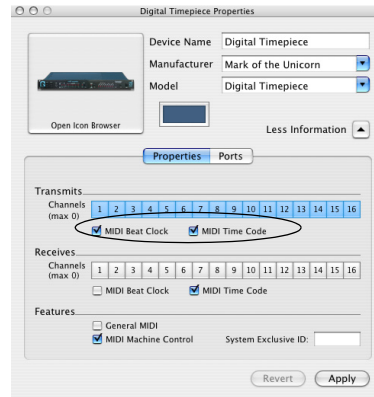 Digital Timepiece Properties
Device Name Digital Timepiece
Manufacturer Mark of the Unicorn
Model Digital Timepiece
Open Icon Browser
Less Information
Properties Ports
Transmits
Channels (max 0) 1 2 3 4 5 6 7 8 9 10 11 12 13 14 15 16
MIDI Beat Clock MIDI Time Code
Receives
Channels (max 0) 1 2 3 4 5 6 7 8 9 10 11 12 13 14 15 16
MIDI Beat Clock MIDI Time Code
Features
General MIDI
MIDI Machine Control System Exclusive ID:
Revert Apply